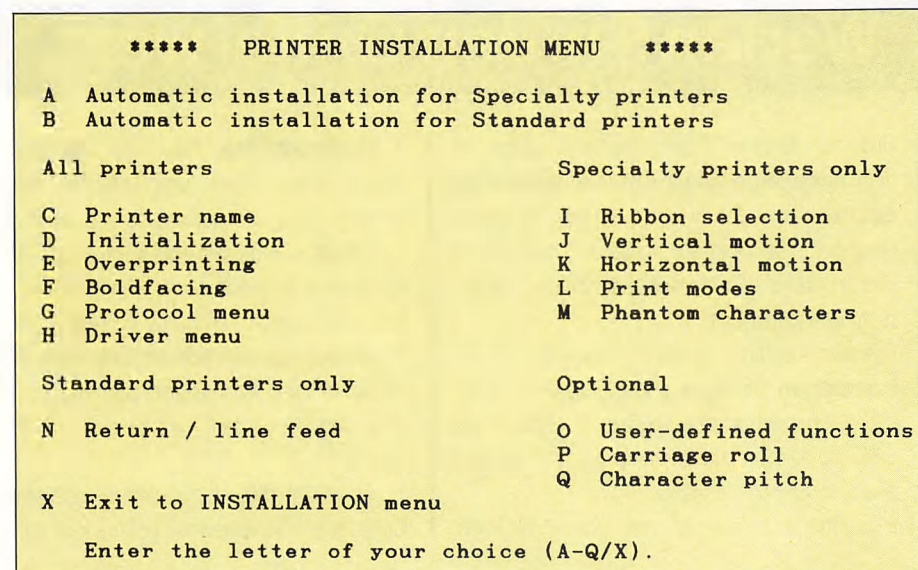 ***** PRINTER INSTALLATION MENU *****
A Automatic installation for Specialty printers
B Automatic installation for Standard printers
All printers
C Printer name
D Initialization
E Overprinting
F Boldfacing
G Protocol menu
H Driver menu
Specialty printers only
I Ribbon selection
J Vertical motion
K Horizontal motion
L Print modes
M Phantom characters
Standard printers only
N Return / line feed
Optional
O User-defined functions
P Carriage roll
Q Character pitch
X Exit to INSTALLATION menu
Enter the letter of your choice (A-Q/X).